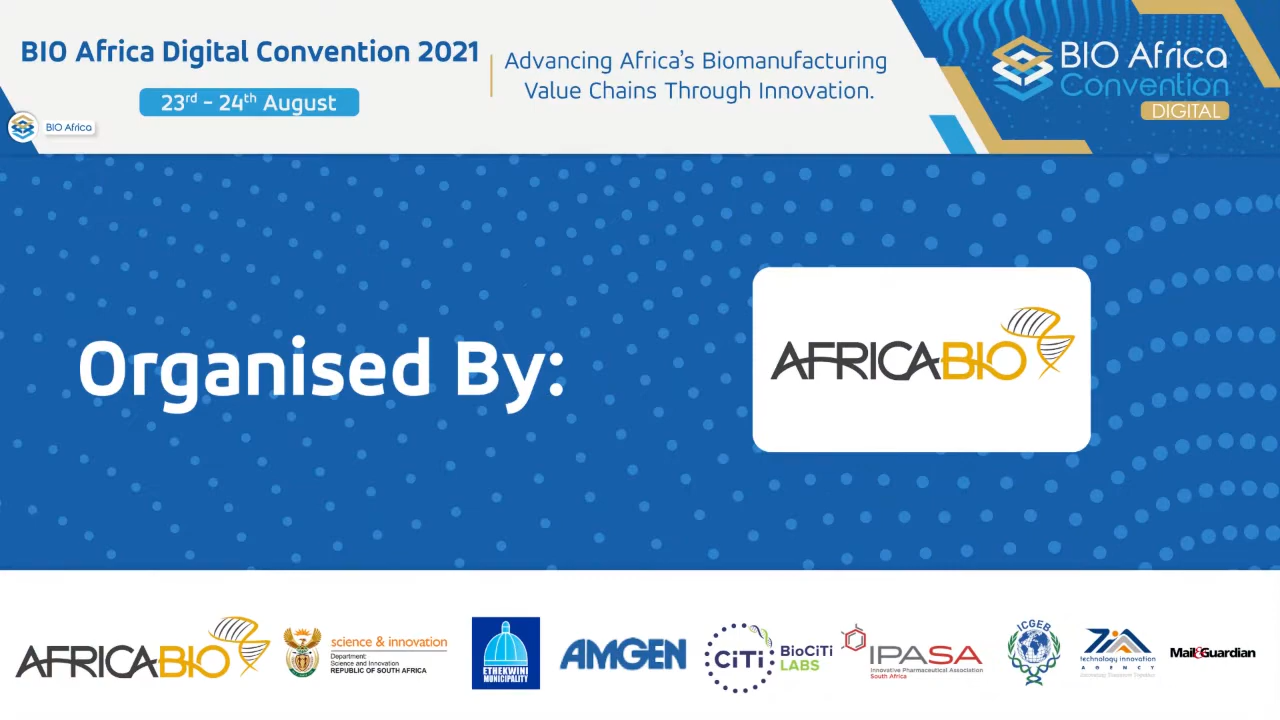 BIO Africa Digital Convention 2021
23rd - 24th August
Advancing Africa's Biomanufacturing
Value Chains Through Innovation.
BIO Africa
Convention
DIGITAL
BIO Africa
Organised By:
AFRICABIO
AFRICABIO
science & innovation
Department:
Science and Innovation
REPUBLIC OF SOUTH AFRICA
ETHEKWINI
MUNICIPALITY
AMGEN
CiTi
BioCiTi
LABS
IPASA
Innovative Pharmaceutical Association
South Africa
ICGEB
technology innovation
AGENCY
Mail&Guardian